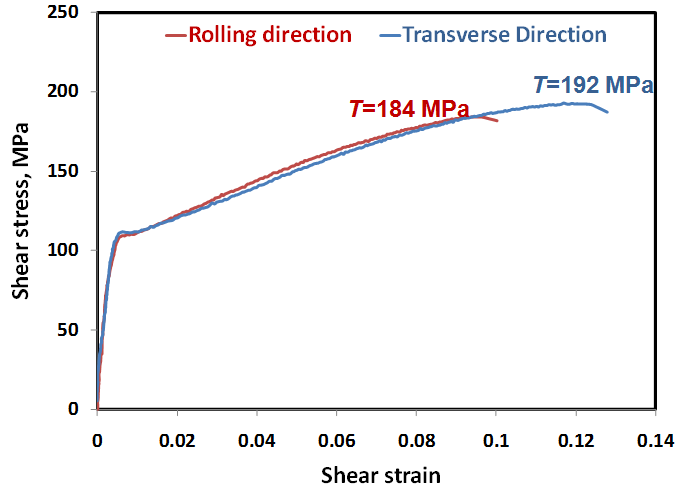 250
Rolling direction
Transverse Direction
200
T=192 MPa
T=184 MPa
150
100
50
0
0
0.02
0.04
0.06
0.08
0.1
0.12
0.14
Shear stress, MPa
Shear strain